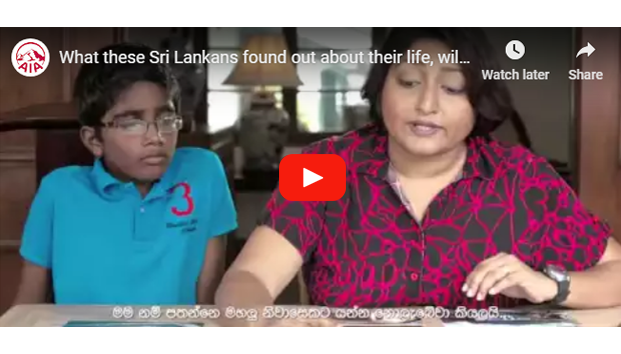 AIA
What these Sri Lankans found out about their life, wil...
Watch later
Share
3
මම නම් පතන්නෙ මහලු නිවාසෙකට යන්න නොලැබේවා කියලයි...